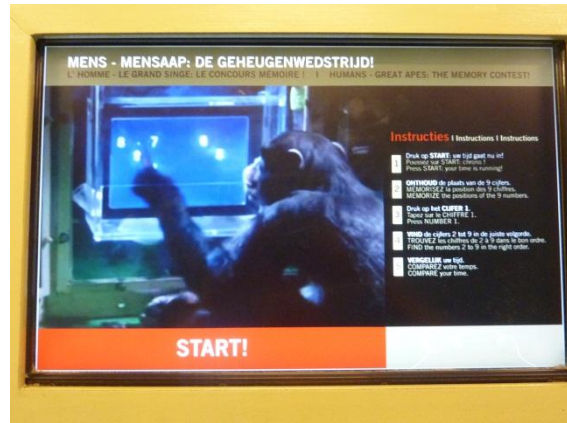 MENS - MENSAAP: DE GEHEUGENWEDSTRIJD!
L' HOMME - LE GRAND SINGE: LE CONCOURS MÉMOIRE ! I HUMANS - GREAT APES: THE MEMORY CONTEST!
Instructies I Instructions I Instructions
1 Druk op START: uw tijd gaat nu in!
Poussez sur START: chrono !
Press START: your time is running!
2 ONTHOUD de plaats van de 9 cijfers.
MÉMORISEZ la position des 9 chiffres.
MEMORIZE the positions of the 9 numbers.
3 Druk op het CIJFER 1.
Tapez sur le CHIFFRE 1.
Press NUMBER 1.
4 VIND de cijfers 2 tot 9 in de juiste volgorde.
TROUVEZ les chiffres de 2 à 9 dans le bon ordre.
FIND the numbers 2 to 9 in the right order.
5 VERGELIJK uw tijd.
COMPAREZ votre temps.
COMPARE your time.
7
START!